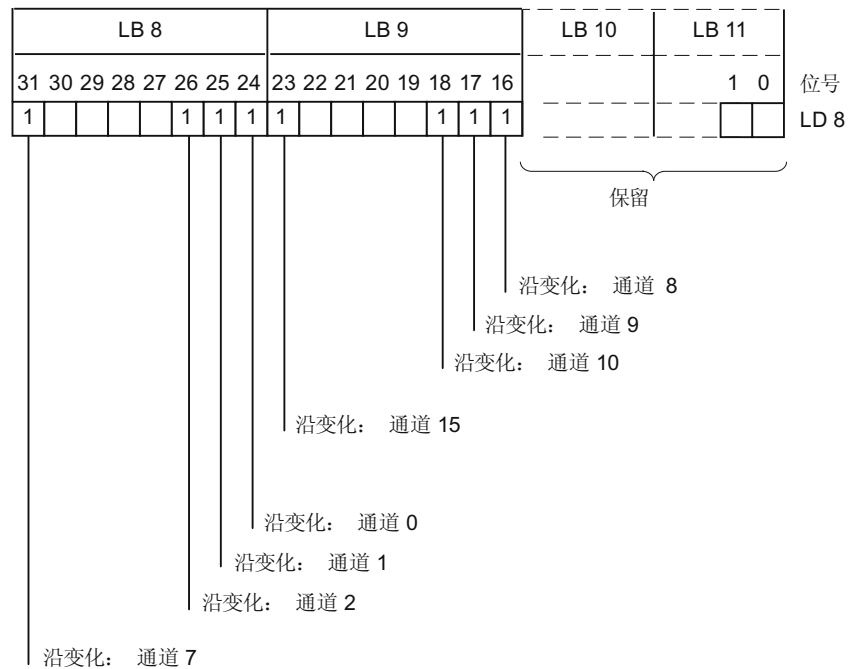 LB 8 LB 9 LB 10 LB 11
31 30 29 28 27 26 25 24 23 22 21 20 19 18 17 16 1 0 位号
1 1 1 1 1 1 1 1 LD 8
保留
沿变化： 通道 8
沿变化： 通道 9
沿变化： 通道 10
沿变化： 通道 15
沿变化： 通道 0
沿变化： 通道 1
沿变化： 通道 2
沿变化： 通道 7